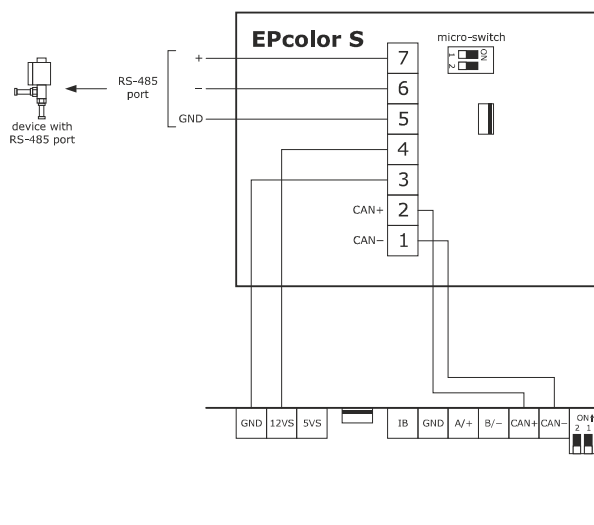 EPcolor S
micro-switch
ON
1
2
+
7
RS-485
port
–
6
GND
5
device with
RS-485 port
4
3
CAN+
2
CAN–
1
GND
12VS
5VS
IB
GND
A/+
B/–
CAN+
CAN–
ON
2 1